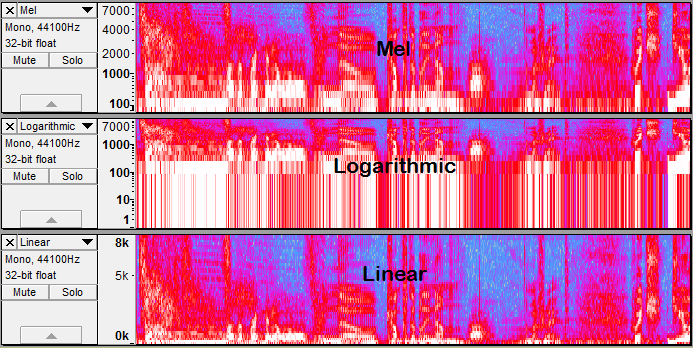 Mel
Mono, 44100Hz
32-bit float
Mute Solo
7000
4000
2000
1000
100
Mel
Logarithmic
Mono, 44100Hz
32-bit float
Mute Solo
7000
1000
100
10
1
Logarithmic
Linear
Mono, 44100Hz
32-bit float
Mute Solo
8k
5k
0k
Linear